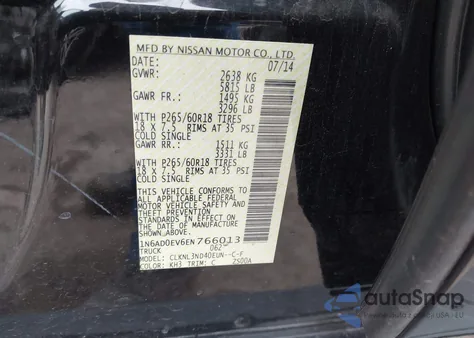 MFD BY NISSAN MOTOR CO., LTD.
DATE: 07/14
GVWR: 2638 KG
5815 LB
GAWR FR.: 1495 KG
3296 LB
WITH P265/60R18 TIRES
18 X 7.5 RIMS AT 35 PSI
COLD SINGLE
GAWR RR.: 1511 KG
3331 LB
WITH P265/60R18 TIRES
18 X 7.5 RIMS AT 35 PSI
COLD SINGLE
THIS VEHICLE CONFORMS TO ALL
APPLICABLE FEDERAL MOTOR
VEHICLE SAFETY AND
THEFT PREVENTION
STANDARDS IN EFFECT ON THE
DATE OF MANUFACTURE
SHOWN ABOVE.
1N6AD0EV6EN766013
062
TRUCK
MODEL: CLKNL3ND40EUN--C-F
COLOR: KH3 TRIM: C 2500A
autaSnap